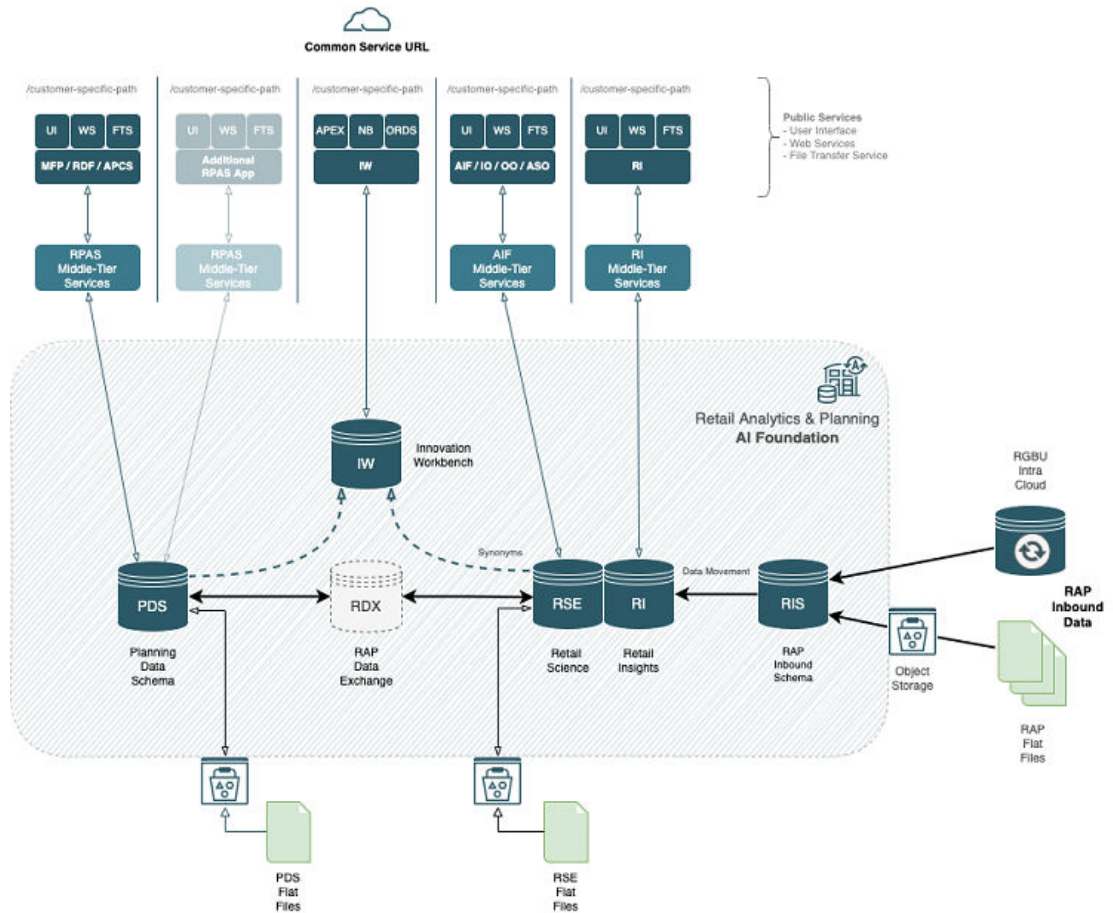 Common Service URL
/customer-specific-path
/customer-specific-path
/customer-specific-path
/customer-specific-path
/customer-specific-path
UI WS FTS
MFP / RDF / APCS
UI WS FTS
Additional
RPAS App
APEX NB ORDS
IW
UI WS FTS
AIF / IO / OO / ASO
UI WS FTS
RI
Public Services
- User Interface
- Web Services
- File Transfer Service
RPAS
Middle-Tier
Services
RPAS
Middle-Tier
Services
AIF
Middle-Tier
Services
RI
Middle-Tier
Services
A
Retail Analytics & Planning
AI Foundation
IW
Innovation
Workbench
RGBU
Intra
Cloud
Synonyms
Data Movement
PDS
RDX
RSE
RI
RIS
RAP
Inbound
Data
Planning
Data
Schema
RAP
Data
Exchange
Retail
Science
Retail
Insights
RAP
Inbound
Schema
Object
Storage
RAP
Flat
Files
PDS
Flat
Files
RSE
Flat
Files